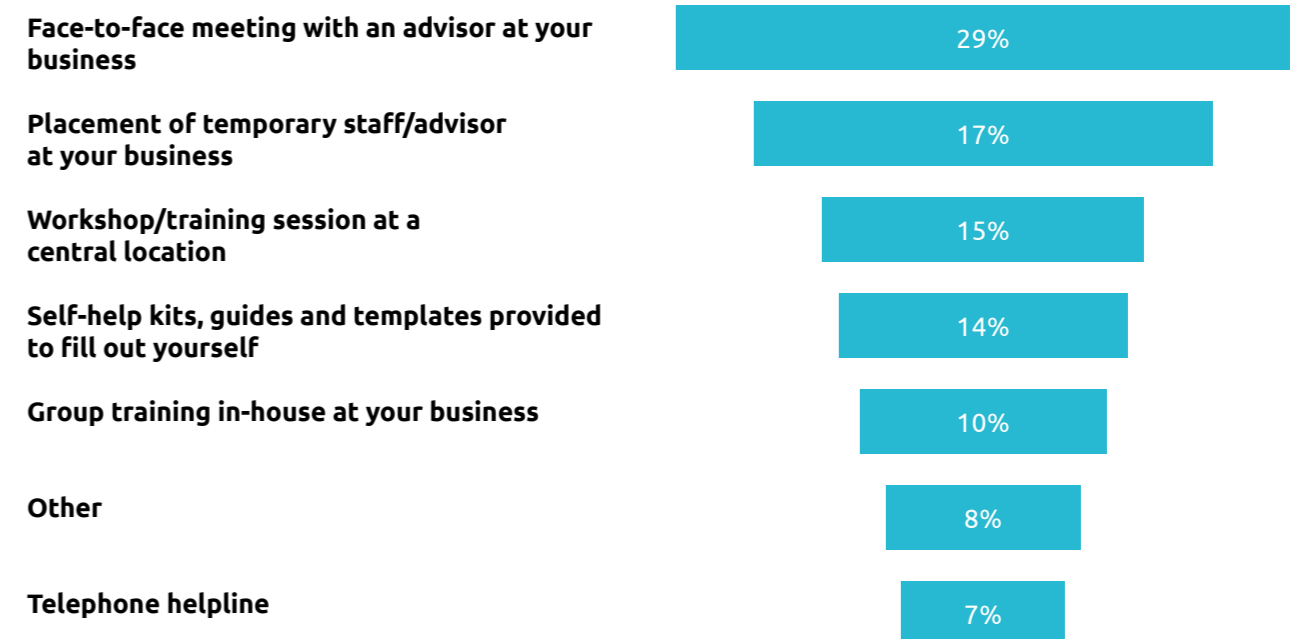 Face-to-face meeting with an advisor at your
business
29%
Placement of temporary staff/advisor
at your business
17%
Workshop/training session at a
central location
15%
Self-help kits, guides and templates provided
to fill out yourself
14%
Group training in-house at your business
10%
Other
8%
Telephone helpline
7%